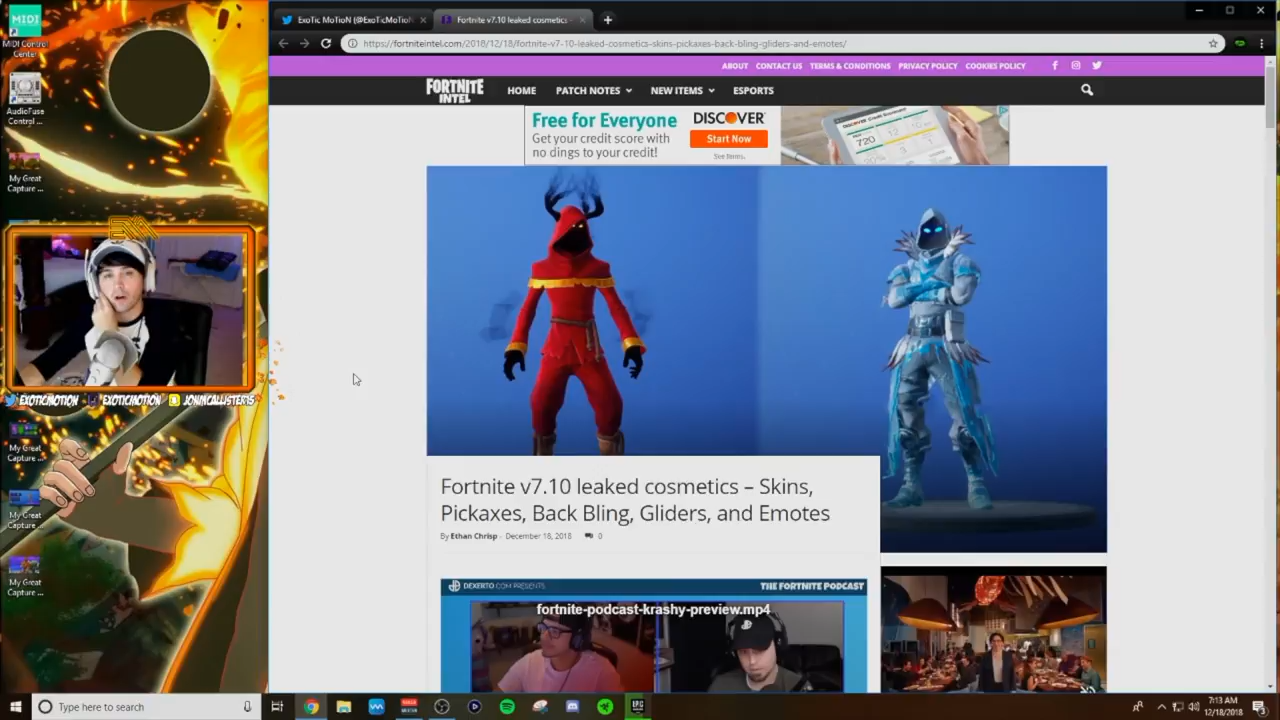 MIDI
MIDI Control
Center
AudioFuse
Control ...
My Great
Capture ...
EXOTICMOTION
EXOTICMOTION
JONMCALLISTER15
My Great
Capture ...
My Great
Capture ...
My Great
Capture ...
ExoTic MoTioN (@ExoTicMoTioN
Fortnite v7.10 leaked cosmetics -
https://fortniteintel.com/2018/12/18/fortnite-v7-10-leaked-cosmetics-skins-pickaxes-back-bling-gliders-and-emotes/
ABOUT CONTACT US TERMS & CONDITIONS PRIVACY POLICY COOKIES POLICY
FORTNITE
INTEL
HOME PATCH NOTES NEW ITEMS ESPORTS
Free for Everyone
Get your credit score with
no dings to your credit!
DISCOVER
Start Now
See Terms.
720
Fortnite v7.10 leaked cosmetics – Skins,
Pickaxes, Back Bling, Gliders, and Emotes
By Ethan Chrisp - December 18, 2018 0
DEXERTO.COM PRESENTS
THE FORTNITE PODCAST
fortnite-podcast-krashy-preview.mp4
Type here to search
EPIC
7:13 AM
12/18/2018